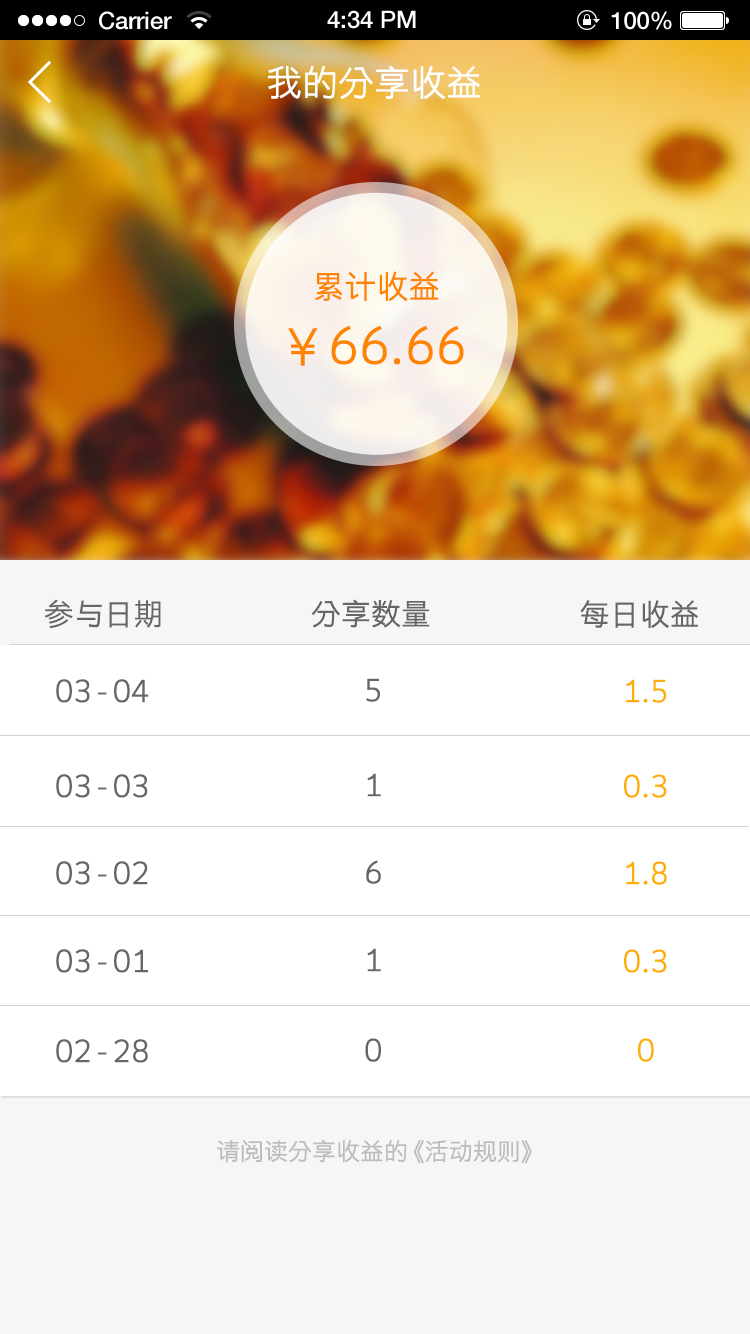 Carrier 4:34 PM 100%
我的分享收益
累计收益
￥66.66
参与日期 分享数量 每日收益
03-04 5 1.5
03-03 1 0.3
03-02 6 1.8
03-01 1 0.3
02-28 0 0
请阅读分享收益的《活动规则》